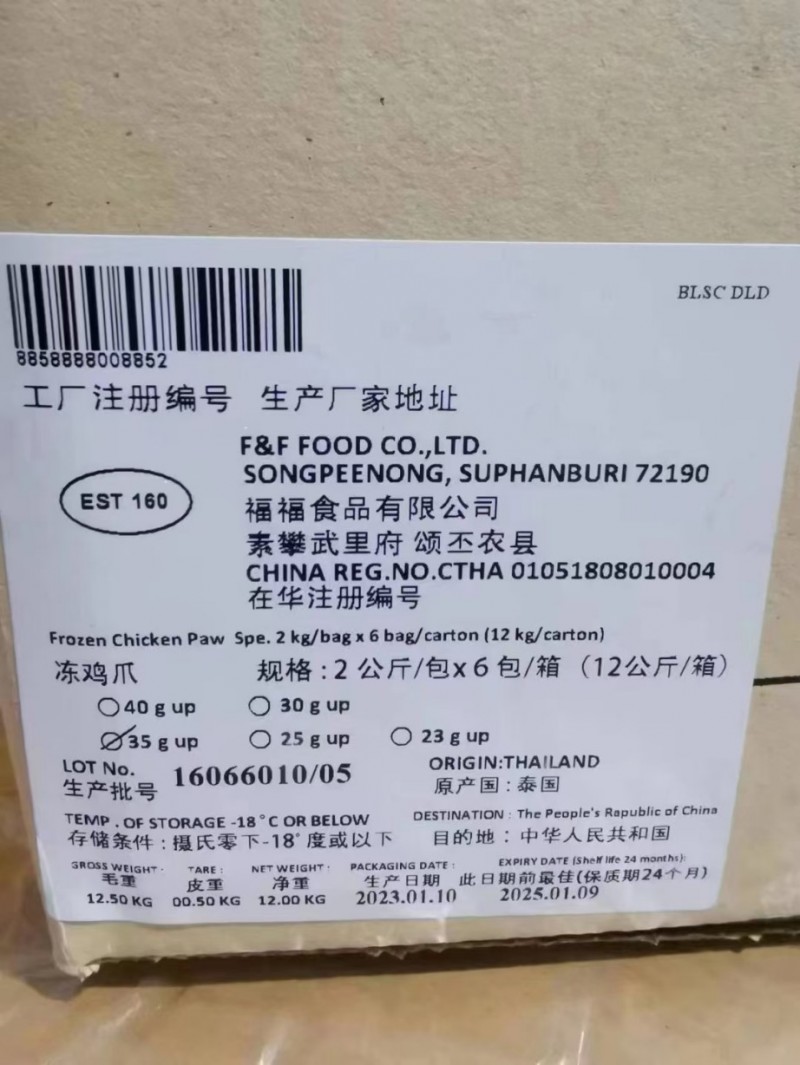 BLSC DLD
8858888008852
工厂注册编号 生产厂家地址
F&F FOOD CO.,LTD.
SONGPEENONG, SUPHANBURI 72190
EST 160
福福食品有限公司
素攀武里府 颂丕农县
CHINA REG.NO.CTHA 01051808010004
在华注册编号
Frozen Chicken Paw Spe. 2 kg/bag x 6 bag/carton (12 kg/carton)
冻鸡爪 规格:2公斤/包x6包/箱（12公斤/箱）
40 g up 30 g up
35 g up 25 g up 23 g up
LOT No. 16066010/05 ORIGIN:THAILAND
生产批号 原产国:泰国
TEMP. OF STORAGE -18°C OR BELOW DESTINATION : The People's Rapublic of China
存储条件:摄氏零下-18°度或以下 目的地:中华人民共和国
GROSS WEIGHT: TARE: NET WEIGHT: PACKAGING DATE: EXPIRY DATE (Shelf life 24 months):
毛重 皮重 净重 生产日期 此日期前最佳(保质期24个月)
12.50 KG 00.50 KG 12.00 KG 2023.01.10 2025.01.09